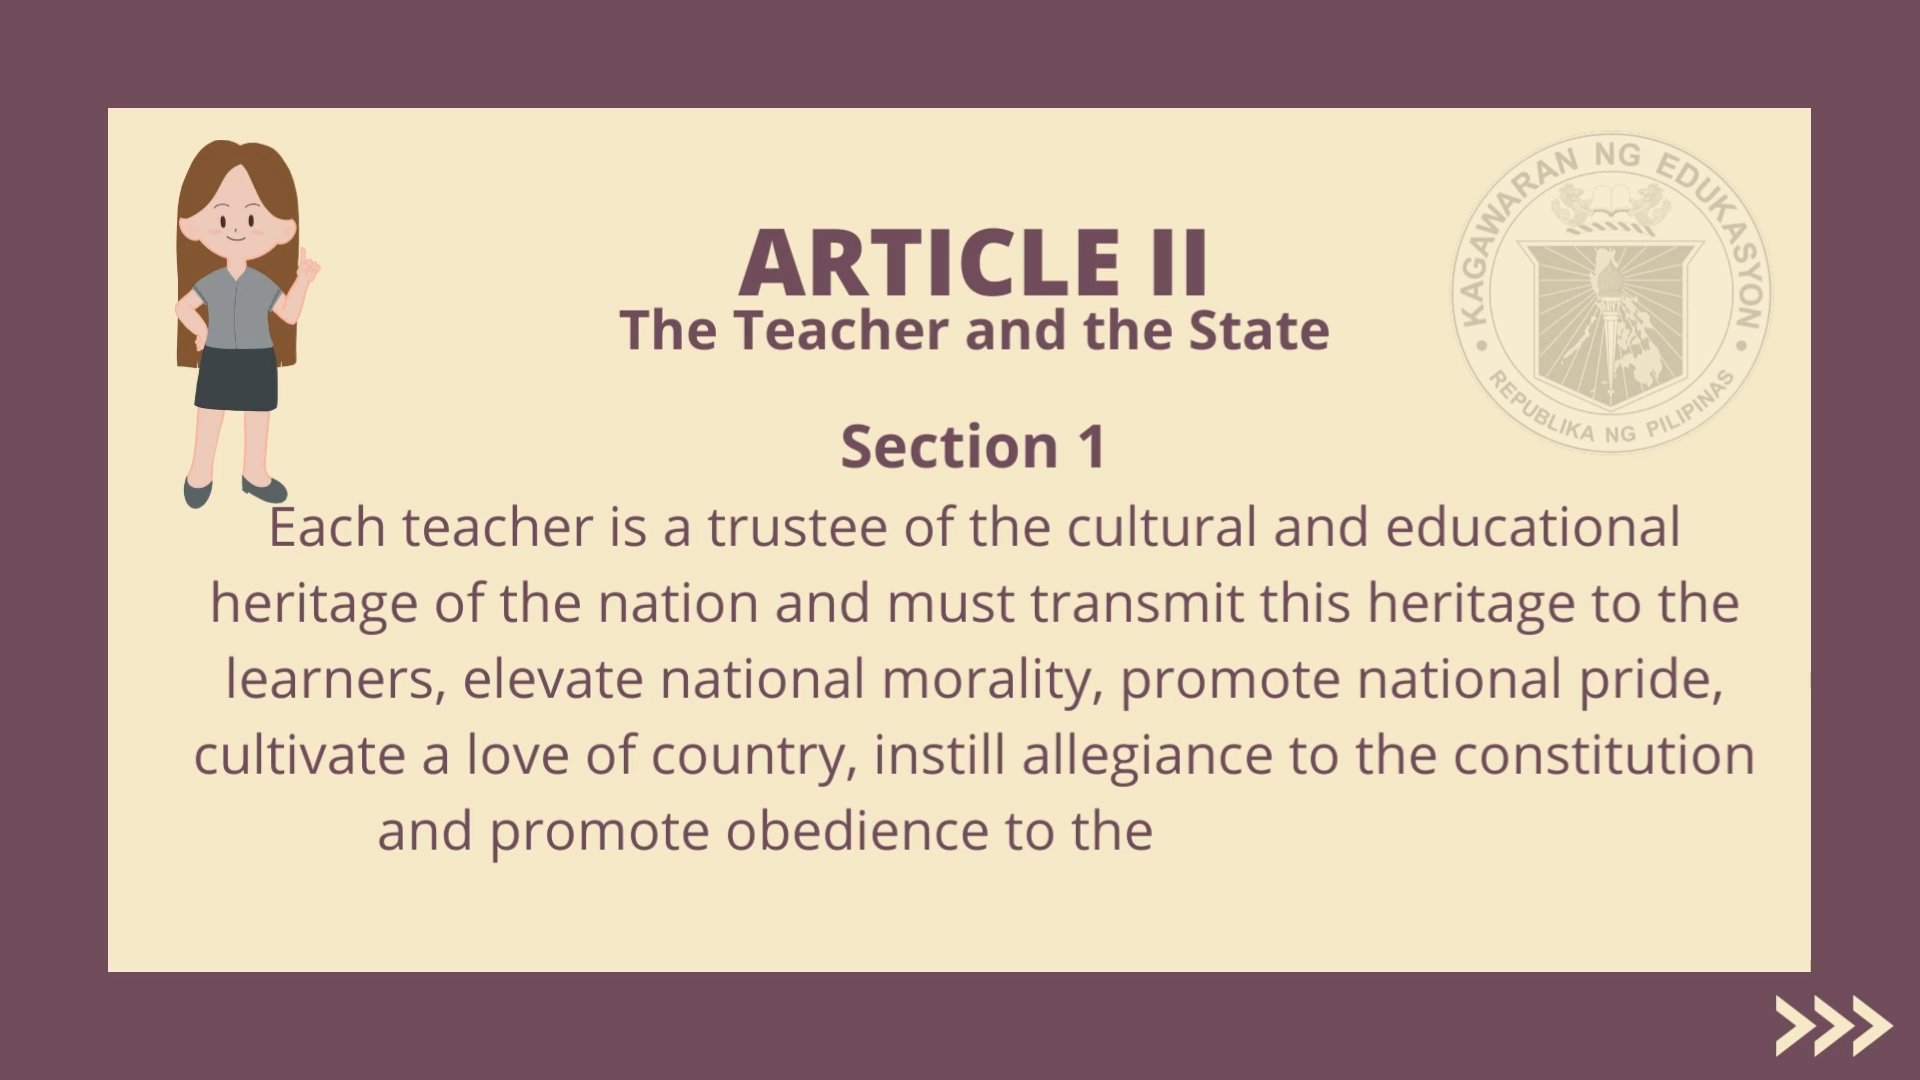 KAGAWARAN NG EDUKASYON
REPUBLIKA NG PILIPINAS
ARTICLE II
The Teacher and the State
Section 1
Each teacher is a trustee of the cultural and educational
heritage of the nation and must transmit this heritage to the
learners, elevate national morality, promote national pride,
cultivate a love of country, instill allegiance to the constitution
and promote obedience to the